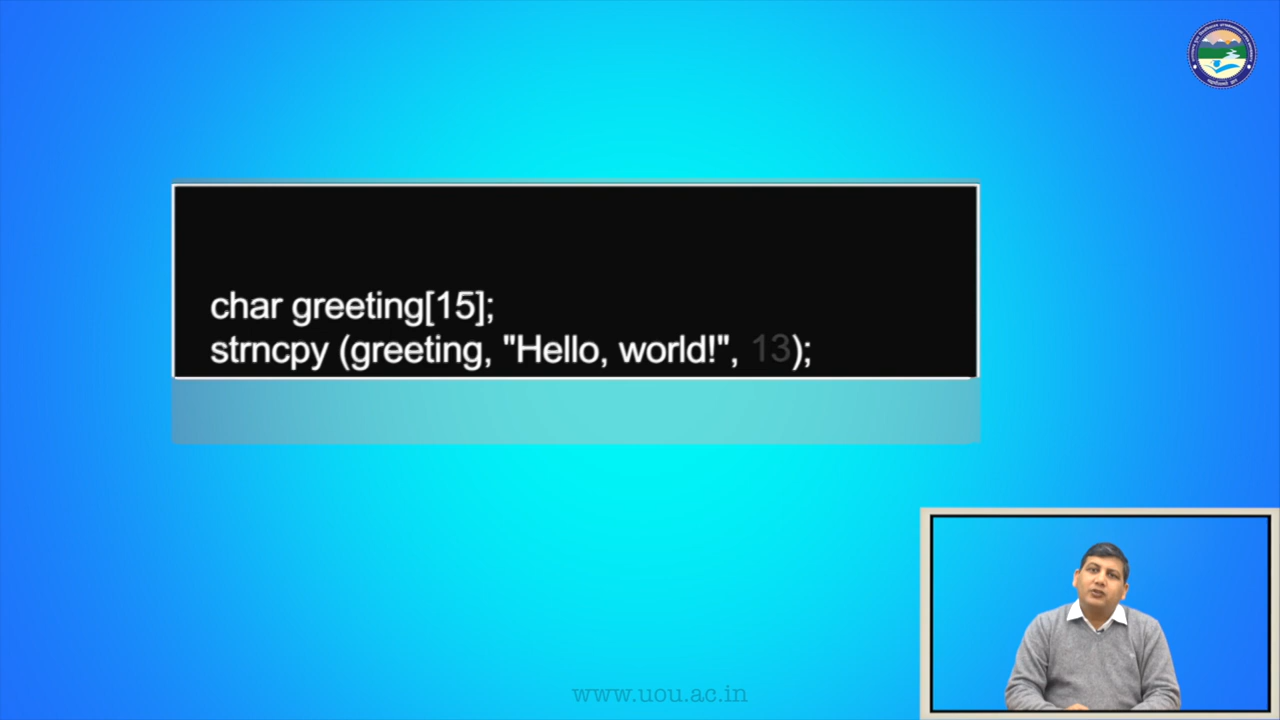 char greeting[15];
strncpy (greeting, "Hello, world!", 13);
www.uou.ac.in